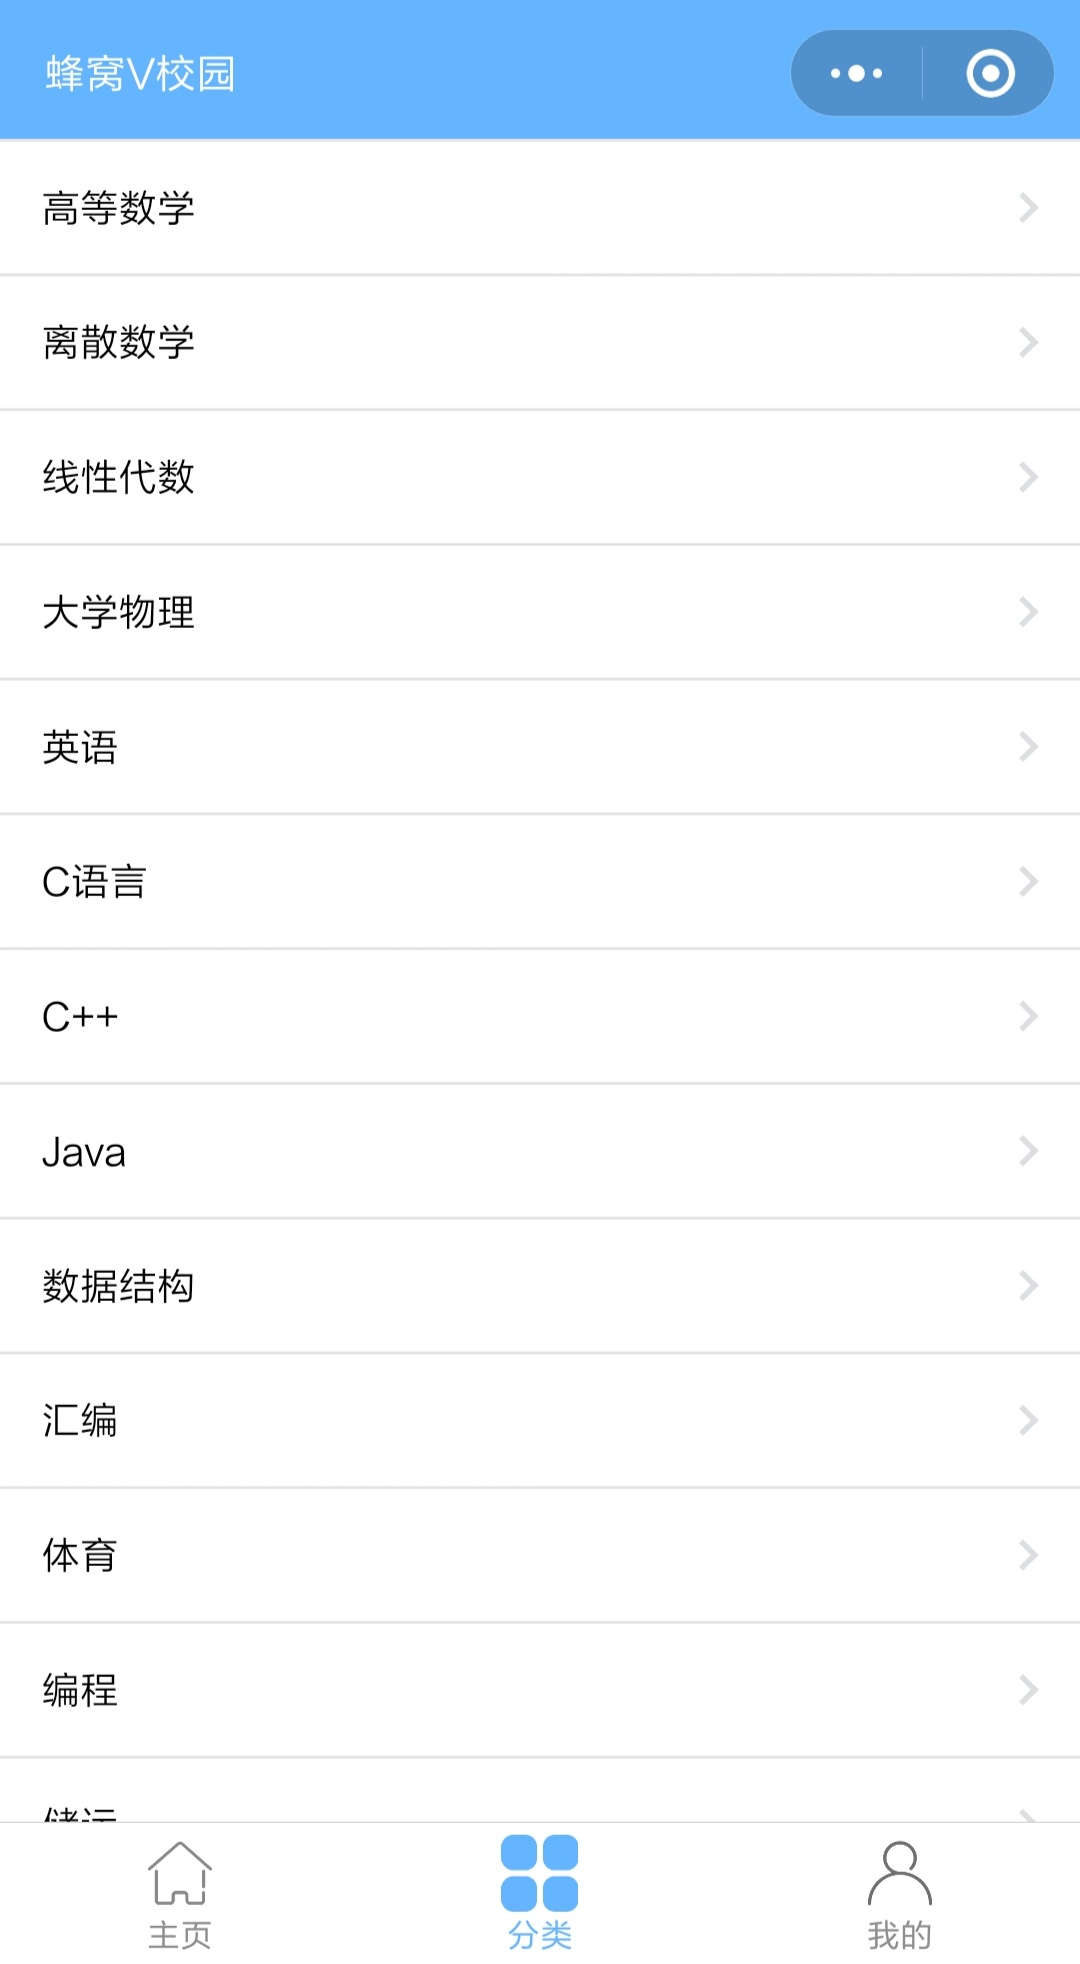 蜂窝V校园
高等数学
离散数学
线性代数
大学物理
英语
C语言
C++
Java
数据结构
汇编
体育
编程
主页
分类
我的